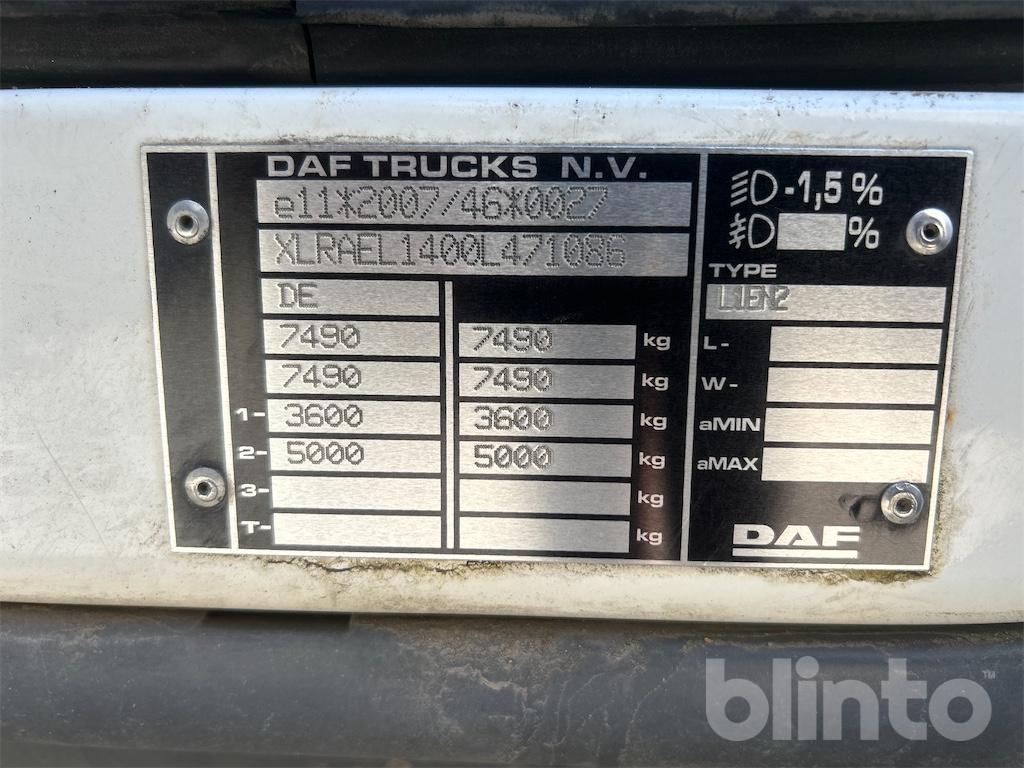 DAF TRUCKS N.V.
e11*2007/46*0027
XLRAEL1400L471086
DE
7490 7490 kg
7490 7490 kg
1- 3600 3600 kg
2- 5000 5000 kg
3- kg
T- kg
-1,5%
%
TYPE
L1EN2
L-
W-
aMIN
aMAX
DAF
blinto™